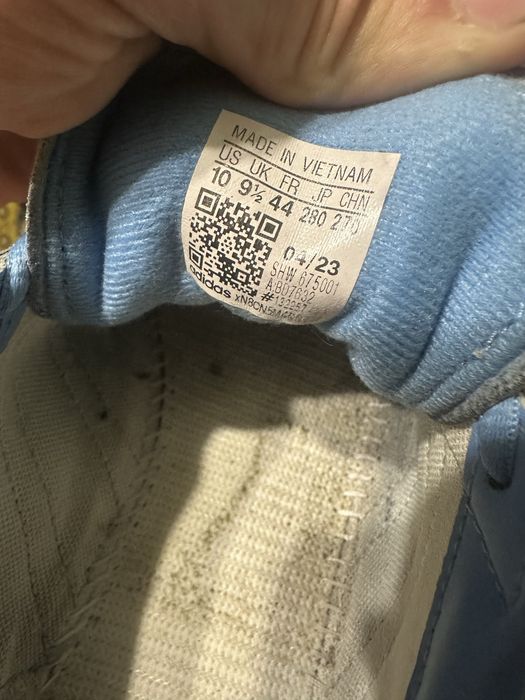 MADE IN VIETNAM
US UK FR JP CHN
10 9½ 44 280 270
04/23
SHW 675001
adidas